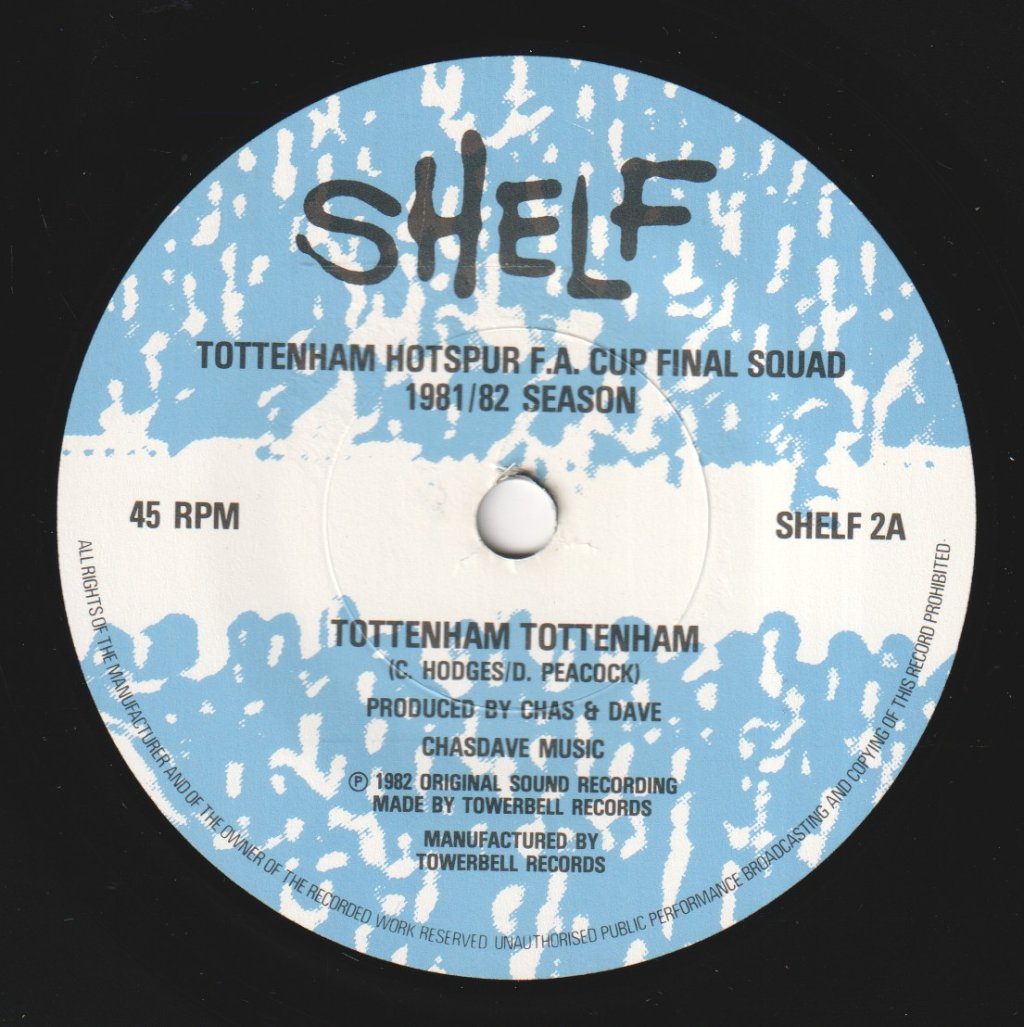 SHELF
TOTTENHAM HOTSPUR F.A. CUP FINAL SQUAD
1981/82 SEASON
45 RPM
SHELF 2A
TOTTENHAM TOTTENHAM
(C. HODGES/D. PEACOCK)
PRODUCED BY CHAS & DAVE
CHASDAVE MUSIC
℗ 1982 ORIGINAL SOUND RECORDING
MADE BY TOWERBELL RECORDS
MANUFACTURED BY
TOWERBELL RECORDS
ALL RIGHTS OF THE MANUFACTURER AND OF THE OWNER OF THE RECORDED WORK RESERVED UNAUTHORISED PUBLIC PERFORMANCE BROADCASTING AND COPYING OF THIS RECORD PROHIBITED.